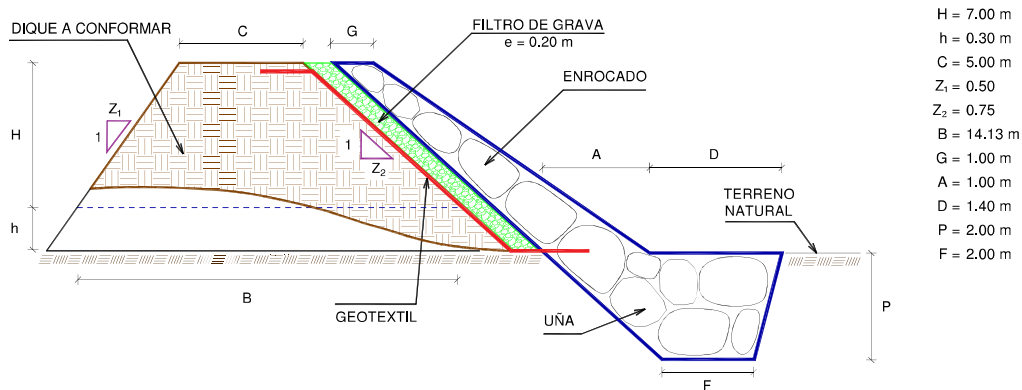 DIQUE A CONFORMAR
C
FILTRO DE GRAVA
e = 0.20 m
G
ENROCADO
H
Z₁
1
1
Z₂
A
D
TERRENO
NATURAL
h
B
GEOTEXTIL
UÑA
P
F
H = 7.00 m
h = 0.30 m
C = 5.00 m
Z₁ = 0.50
Z₂ = 0.75
B = 14.13 m
G = 1.00 m
A = 1.00 m
D = 1.40 m
P = 2.00 m
F = 2.00 m